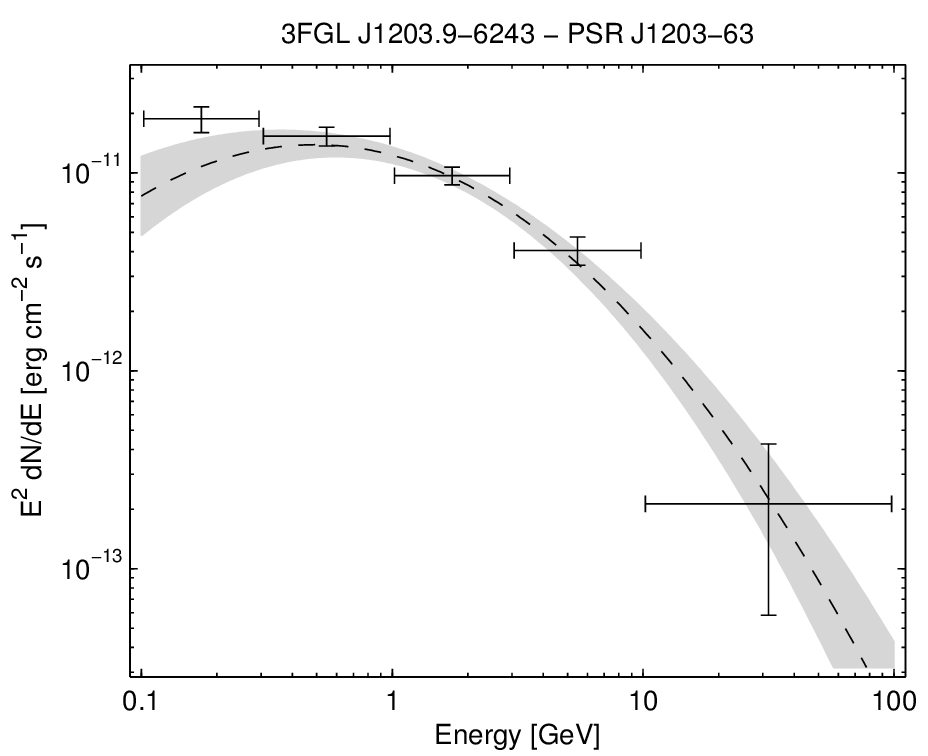 3FGL J1203.9−6243 − PSR J1203−63
E² dN/dE [erg cm⁻² s⁻¹]
10⁻¹¹
10⁻¹²
10⁻¹³
0.1 1 10 100
Energy [GeV]